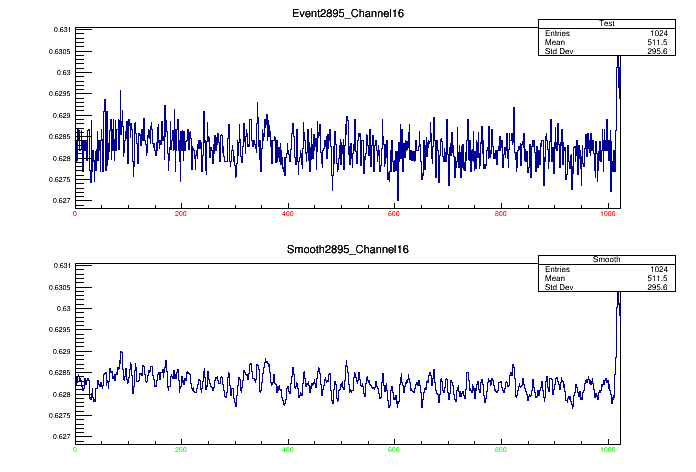 Event2895_Channel16
Test
Entries 1024
Mean 511.5
Std Dev 295.6
0.631
0.6305
0.63
0.6295
0.629
0.6285
0.628
0.6275
0.627
0 200 400 600 800 1000
Smooth2895_Channel16
Smooth
Entries 1024
Mean 511.5
Std Dev 295.6
0.631
0.6305
0.63
0.6295
0.629
0.6285
0.628
0.6275
0.627
0 200 400 600 800 1000